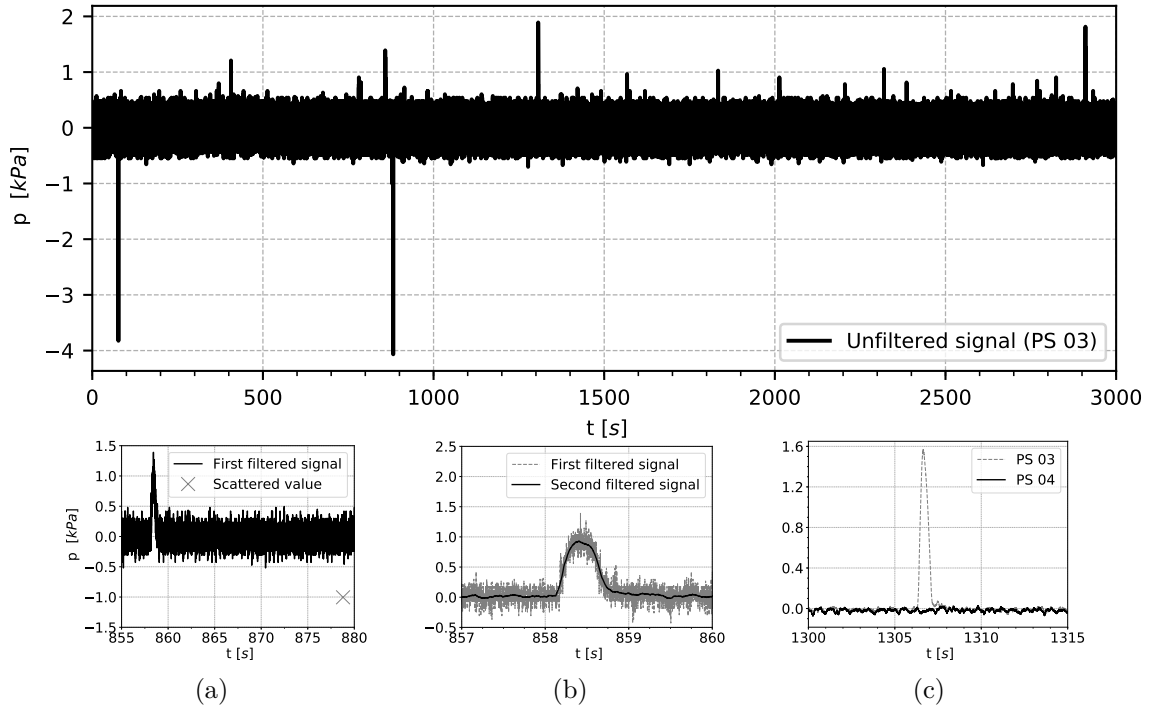 2
1
0
−1
−2
−3
−4
p [kPa]
Unfiltered signal (PS 03)
0 500 1000 1500 2000 2500 3000
t [s]
1.5
1.0
0.5
0.0
−0.5
−1.0
−1.5
p [kPa]
First filtered signal
Scattered value
855 860 865 870 875 880
t [s]
(a)
2.5
2.0
1.5
1.0
0.5
0.0
−0.5
First filtered signal
Second filtered signal
857 858 859 860
t [s]
(b)
1.6
1.2
0.8
0.4
0.0
PS 03
PS 04
1300 1305 1310 1315
t [s]
(c)